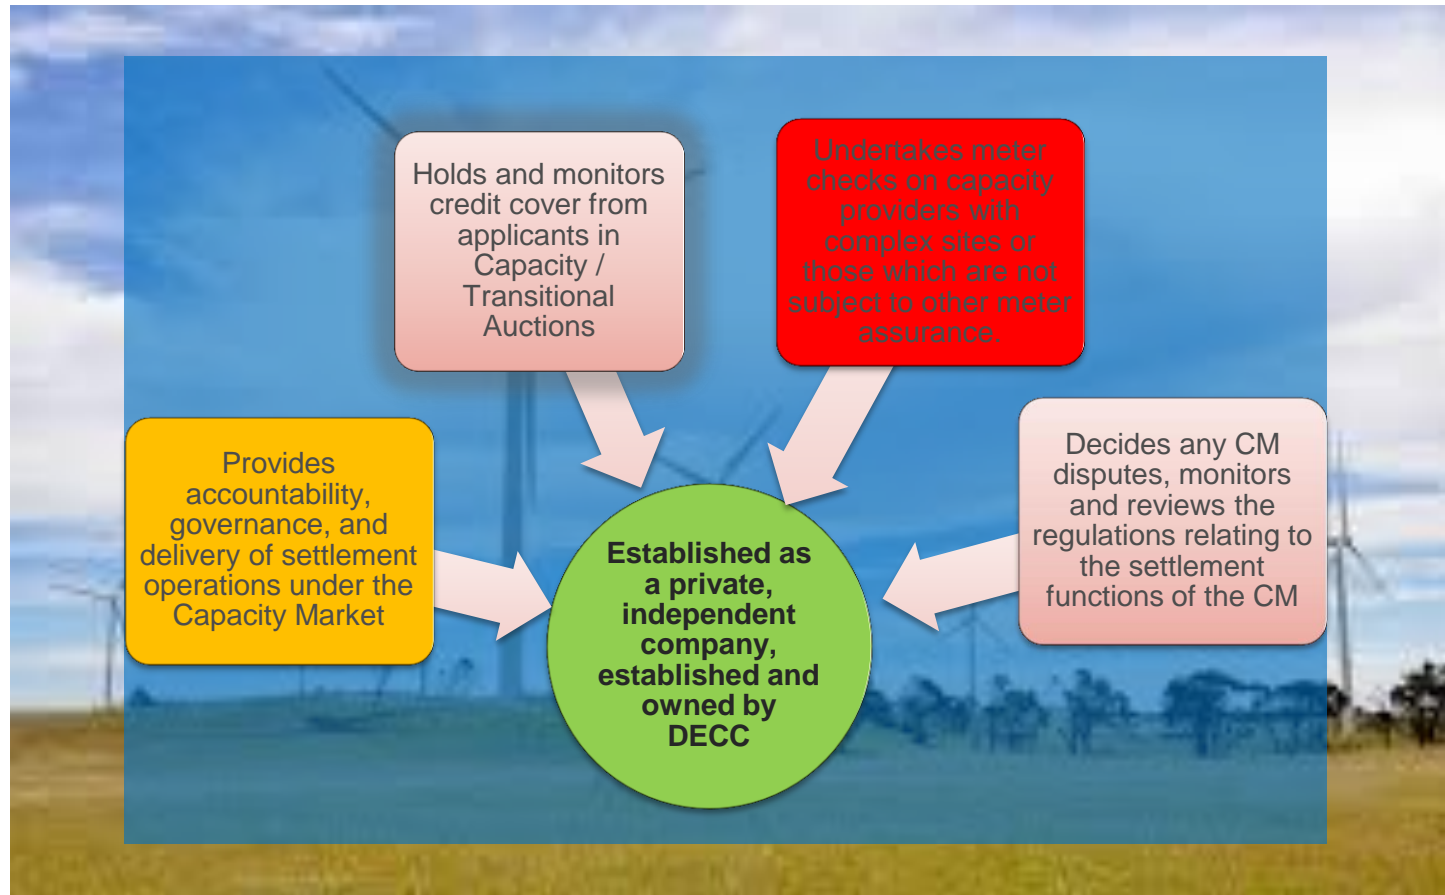 Holds and monitors
credit cover from
applicants in
Capacity /
Transitional
Auctions
Undertakes meter
checks on capacity
providers with
complex sites or
those which are not
subject to other meter
assurance.
Provides
accountability,
governance, and
delivery of settlement
operations under the
Capacity Market
Decides any CM
disputes, monitors
and reviews the
regulations relating to
the settlement
functions of the CM
Established as
a private,
independent
company,
established and
owned by
DECC